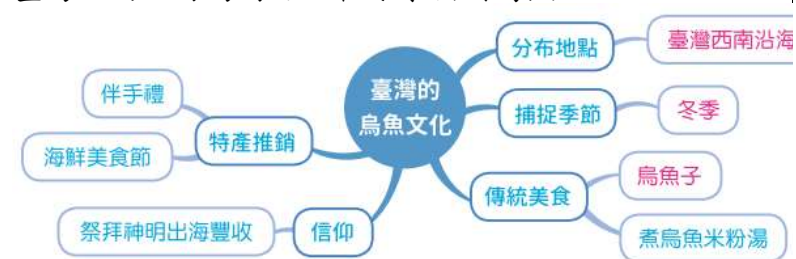 臺灣的
烏魚文化
分布地點
臺灣西南沿海
捕捉季節
冬季
傳統美食
烏魚子
煮烏魚米粉湯
特產推銷
伴手禮
海鮮美食節
信仰
祭拜神明出海豐收